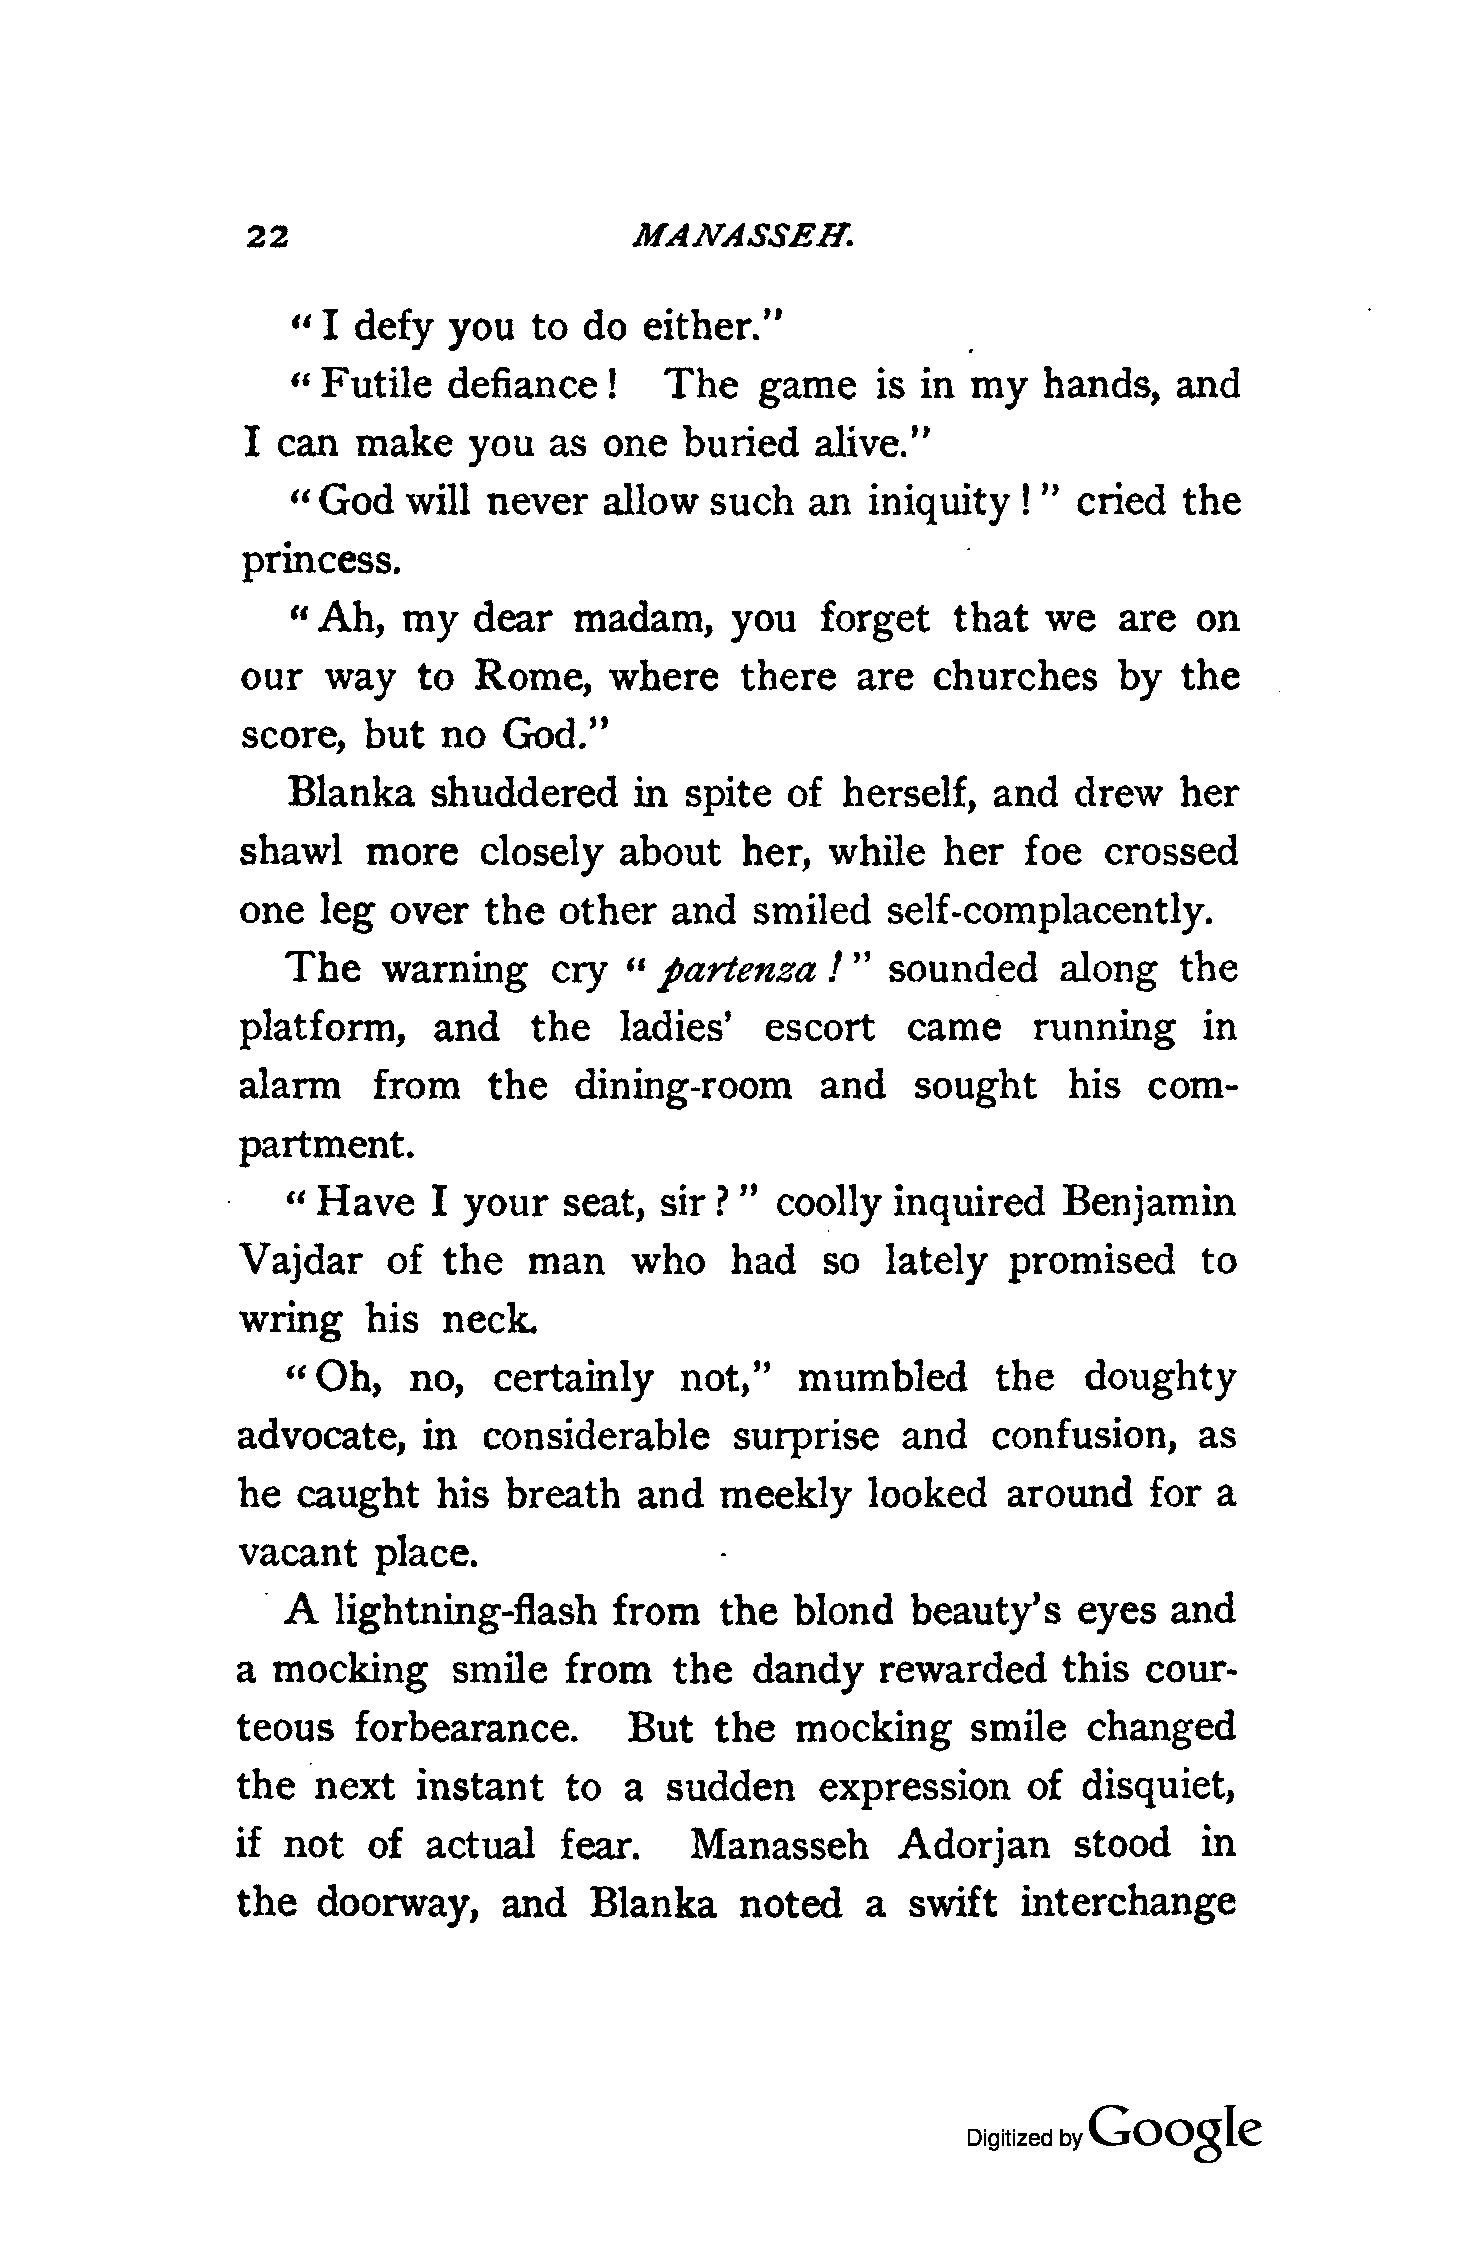 22 MANASSEH.
“ I defy you to do either.”
“ Futile defiance ! The game is in my hands, and
I can make you as one buried alive.”
“ God will never allow such an iniquity ! ” cried the
princess.
“ Ah, my dear madam, you forget that we are on
our way to Rome, where there are churches by the
score, but no God.”
Blanka shuddered in spite of herself, and drew her
shawl more closely about her, while her foe crossed
one leg over the other and smiled self-complacently.
The warning cry “ partenza ! ” sounded along the
platform, and the ladies’ escort came running in
alarm from the dining-room and sought his com-
partment.
“ Have I your seat, sir ? ” coolly inquired Benjamin
Vajdar of the man who had so lately promised to
wring his neck.
“ Oh, no, certainly not,” mumbled the doughty
advocate, in considerable surprise and confusion, as
he caught his breath and meekly looked around for a
vacant place.
A lightning-flash from the blond beauty’s eyes and
a mocking smile from the dandy rewarded this cour-
teous forbearance. But the mocking smile changed
the next instant to a sudden expression of disquiet,
if not of actual fear. Manasseh Adorjan stood in
the doorway, and Blanka noted a swift interchange
Digitized by Google